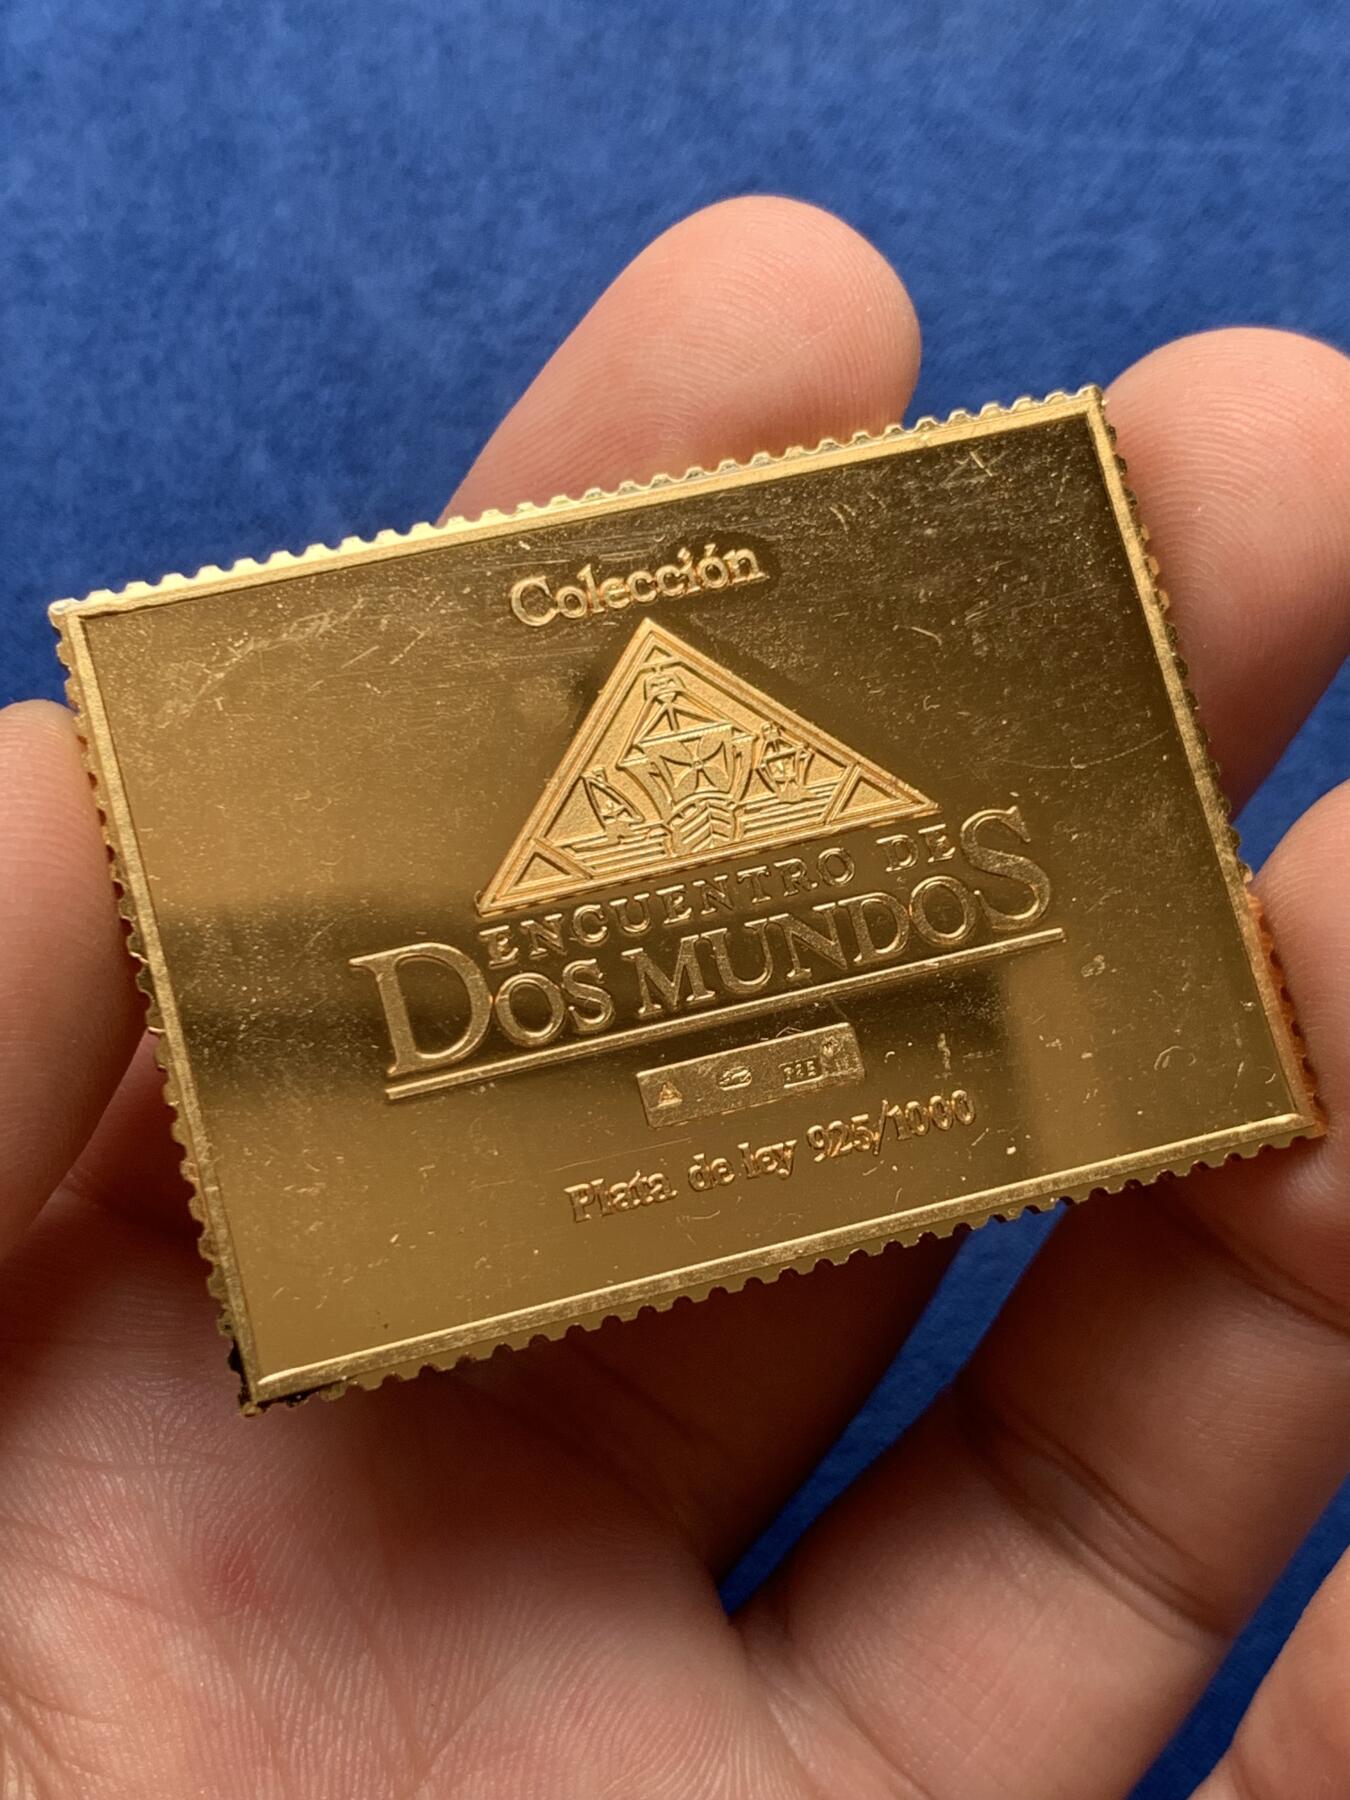 Colección
ENCUENTRO DE
DOS MUNDOS
Plata de ley 925/1000